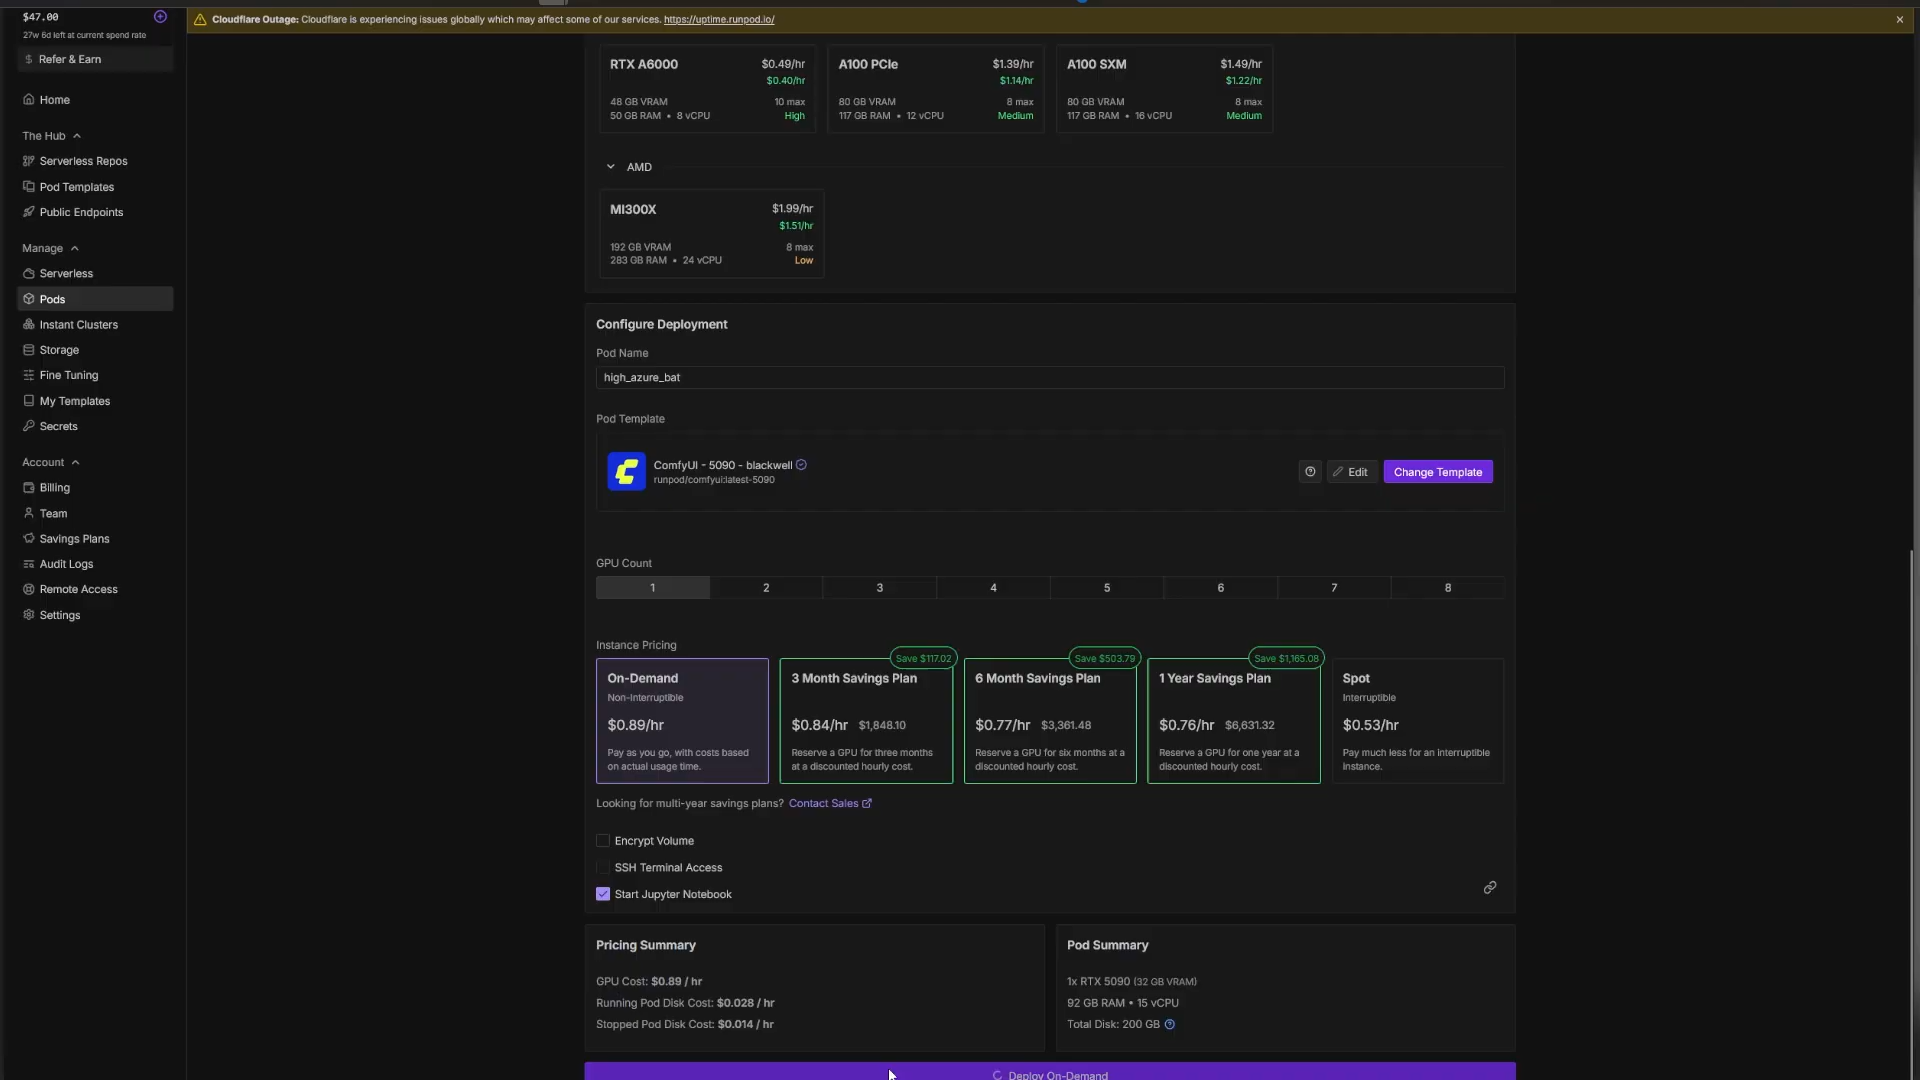 $47.00
27w 6d left at current spend rate
Refer & Earn
Home
The Hub
Serverless Repos
Pod Templates
Public Endpoints
Manage
Serverless
Pods
Instant Clusters
Storage
Fine Tuning
My Templates
Secrets
Account
Billing
Team
Savings Plans
Audit Logs
Remote Access
Settings
Cloudflare Outage: Cloudflare is experiencing issues globally which may affect some of our services. https://uptime.runpod.io/
RTX A6000 $0.49/hr
$0.40/hr
48 GB VRAM 10 max
50 GB RAM • 8 vCPU High
A100 PCIe $1.39/hr
$1.14/hr
80 GB VRAM 8 max
117 GB RAM • 12 vCPU Medium
A100 SXM $1.49/hr
$1.22/hr
80 GB VRAM 8 max
117 GB RAM • 16 vCPU Medium
AMD
MI300X $1.99/hr
$1.51/hr
192 GB VRAM 8 max
283 GB RAM • 24 vCPU Low
Configure Deployment
Pod Name
high_azure_bat
Pod Template
ComfyUI - 5090 - blackwell
runpod/comfyui:latest-5090
Edit
Change Template
GPU Count
1 2 3 4 5 6 7 8
Instance Pricing
On-Demand
Non-Interruptible
$0.89/hr
Pay as you go, with costs based
on actual usage time.
Save $117.02
3 Month Savings Plan
$0.84/hr $1,848.10
Reserve a GPU for three months
at a discounted hourly cost.
Save $503.79
6 Month Savings Plan
$0.77/hr $3,361.48
Reserve a GPU for six months at a
discounted hourly cost.
Save $1,165.08
1 Year Savings Plan
$0.76/hr $6,631.32
Reserve a GPU for one year at a
discounted hourly cost.
Spot
Interruptible
$0.53/hr
Pay much less for an interruptible
instance.
Looking for multi-year savings plans? Contact Sales
Encrypt Volume
SSH Terminal Access
Start Jupyter Notebook
Pricing Summary
GPU Cost: $0.89 / hr
Running Pod Disk Cost: $0.028 / hr
Stopped Pod Disk Cost: $0.014 / hr
Pod Summary
1x RTX 5090 (32 GB VRAM)
92 GB RAM • 15 vCPU
Total Disk: 200 GB
Deploy On-Demand